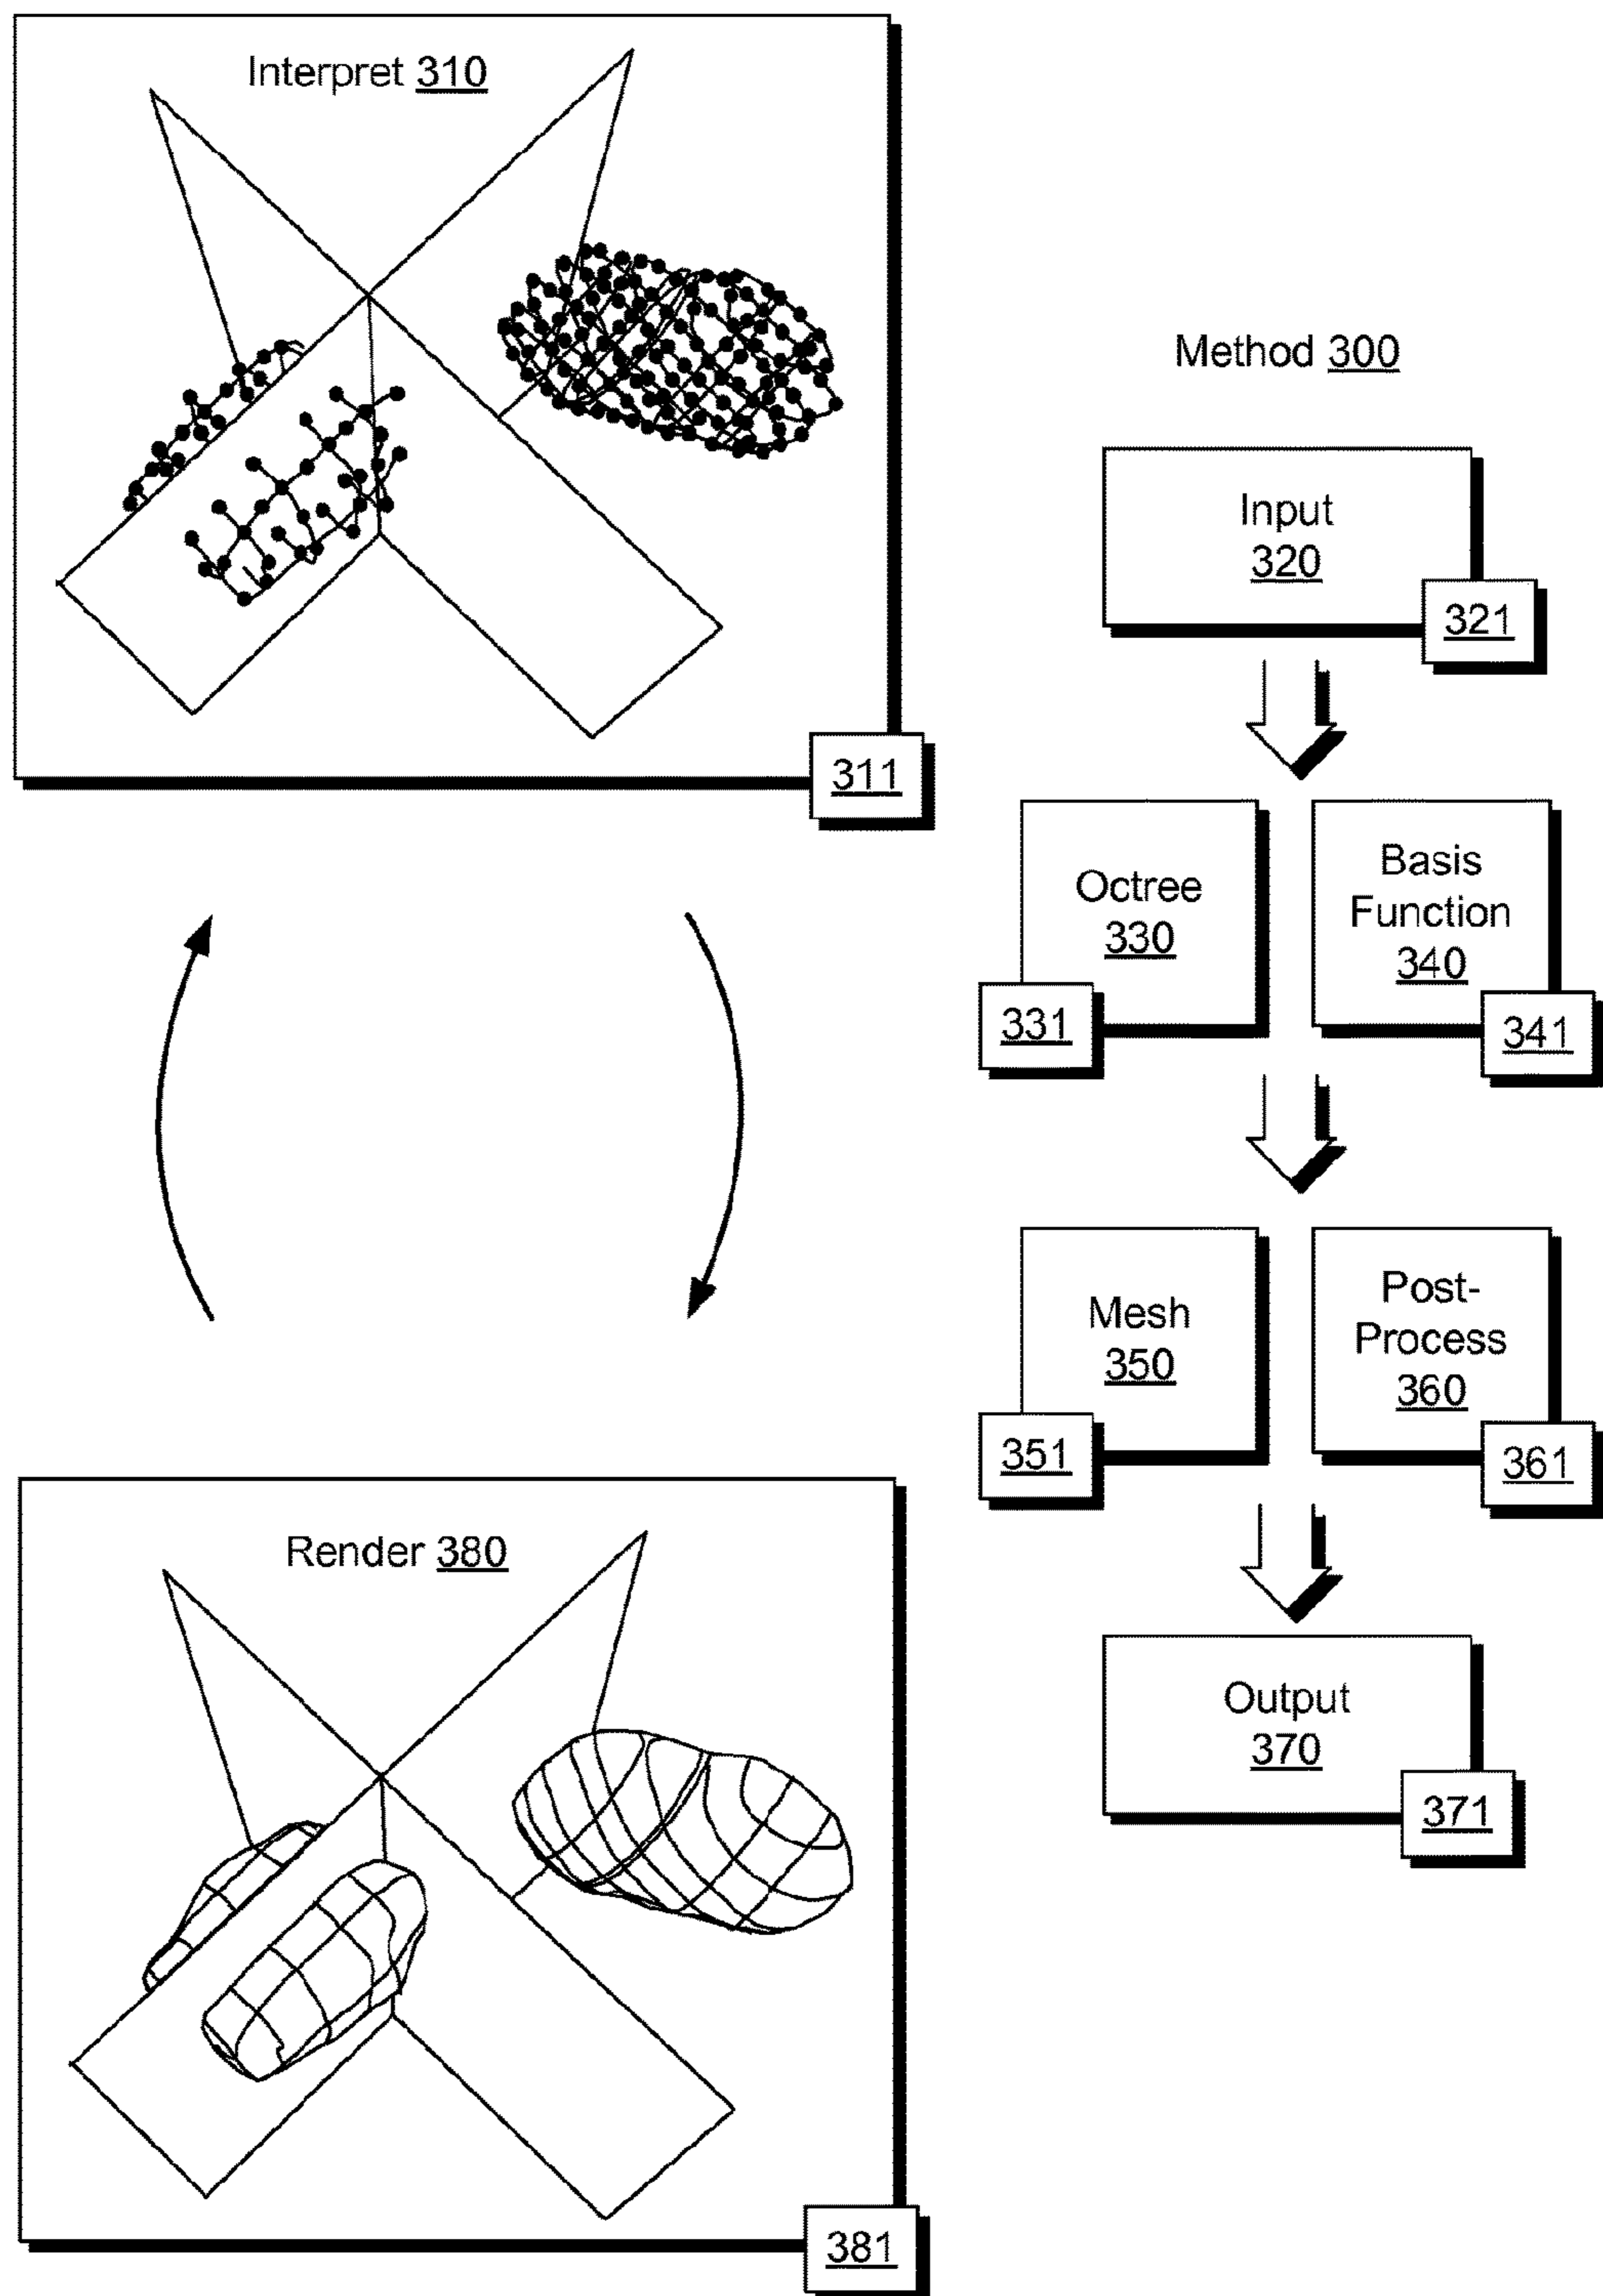 Interpret 310
311
Method 300
Input
320
321
Octree
330
331
Basis
Function
340
341
Mesh
350
351
Post-
Process
360
361
Output
370
371
Render 380
381